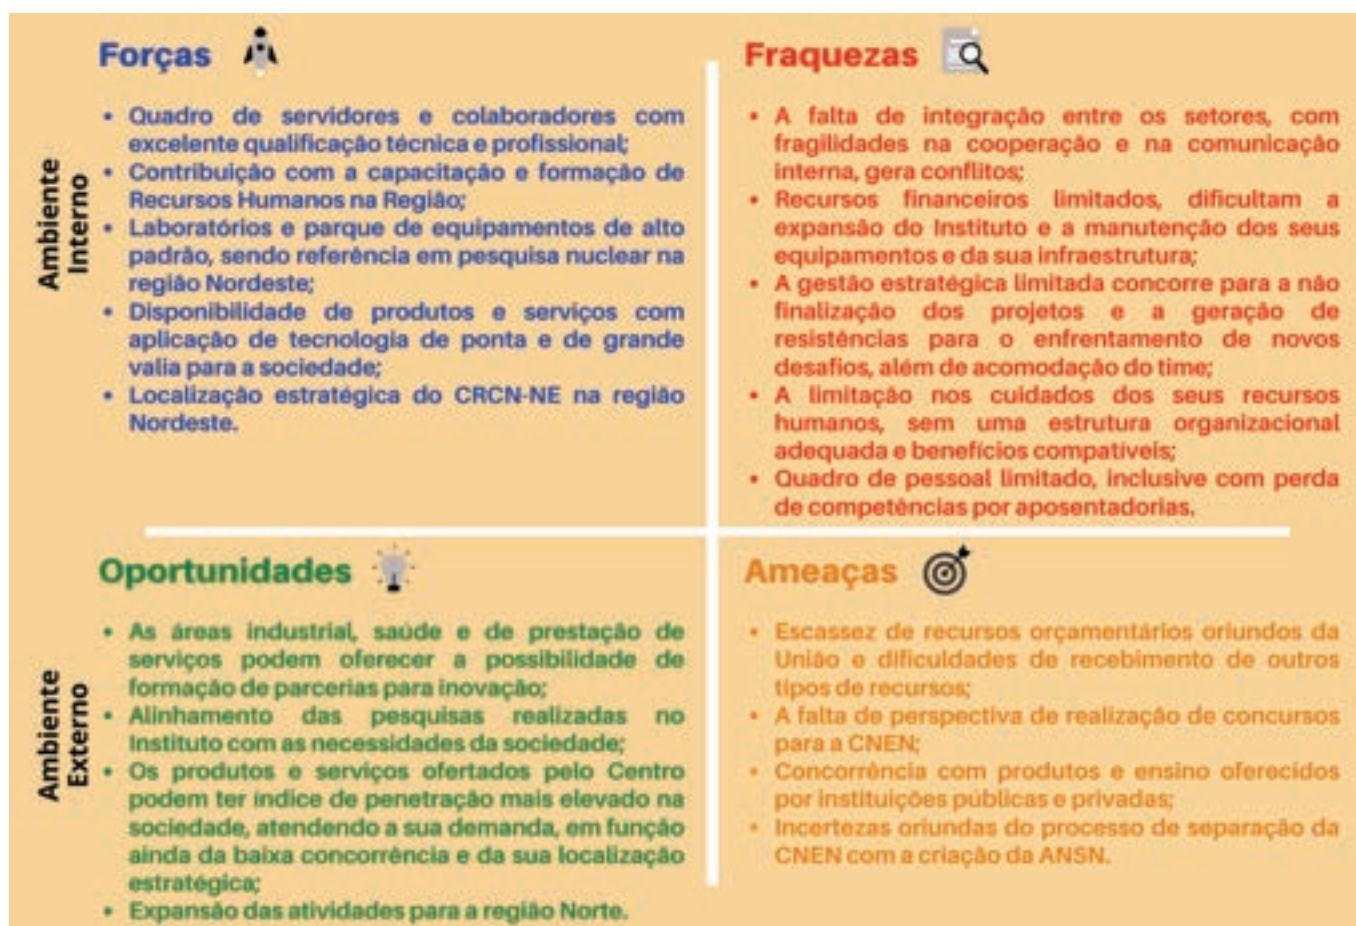 Forças
Ambiente
Interno
• Quadro de servidores e colaboradores com
excelente qualificação técnica e profissional;
• Contribuição com a capacitação e formação de
Recursos Humanos na Região;
• Laboratórios e parque de equipamentos de alto
padrão, sendo referência em pesquisa nuclear na
região Nordeste;
• Disponibilidade de produtos e serviços com
aplicação de tecnologia de ponta e de grande
valia para a sociedade;
• Localização estratégica do CRCN-NE na região
Nordeste.
Fraquezas
• A falta de integração entre os setores, com
fragilidades na cooperação e na comunicação
interna, gera conflitos;
• Recursos financeiros limitados, dificultam a
expansão do Instituto e a manutenção dos seus
equipamentos e da sua infraestrutura;
• A gestão estratégica limitada concorre para a não
finalização dos projetos e a geração de
resistências para o enfrentamento de novos
desafios, além de acomodação do time;
• A limitação nos cuidados dos seus recursos
humanos, sem uma estrutura organizacional
adequada e benefícios compatíveis;
• Quadro de pessoal limitado, inclusive com perda
de competências por aposentadorias.
Oportunidades
Ambiente
Externo
• As áreas industrial, saúde e de prestação de
serviços podem oferecer a possibilidade de
formação de parcerias para inovação;
• Alinhamento das pesquisas realizadas no
Instituto com as necessidades da sociedade;
• Os produtos e serviços ofertados pelo Centro
podem ter índice de penetração mais elevado na
sociedade, atendendo a sua demanda, em função
ainda da baixa concorrência e da sua localização
estratégica;
• Expansão das atividades para a região Norte.
Ameaças
• Escassez de recursos orçamentários oriundos da
União e dificuldades de recebimento de outros
tipos de recursos;
• A falta de perspectiva de realização de concursos
para a CNEN;
• Concorrência com produtos e ensino oferecidos
por instituições públicas e privadas;
• Incertezas oriundas do processo de separação da
CNEN com a criação da ANSN.